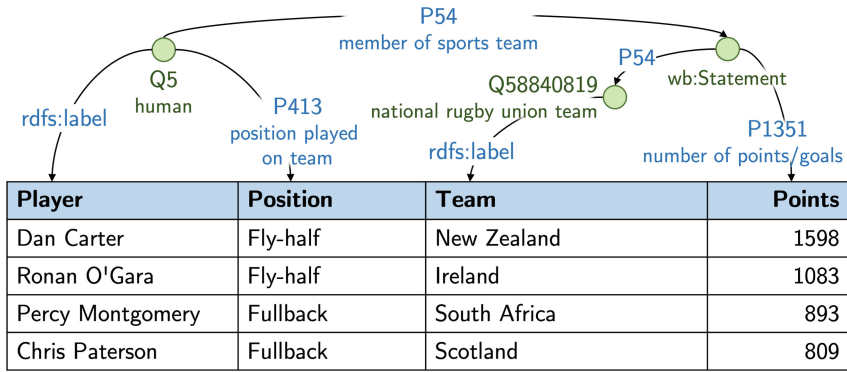 P54
member of sports team
Q5
human
P54
wb:Statement
Q58840819
national rugby union team
rdfs:label
P413
position played
on team
rdfs:label
P1351
number of points/goals
Player Position Team Points
Dan Carter Fly-half New Zealand 1598
Ronan O'Gara Fly-half Ireland 1083
Percy Montgomery Fullback South Africa 893
Chris Paterson Fullback Scotland 809